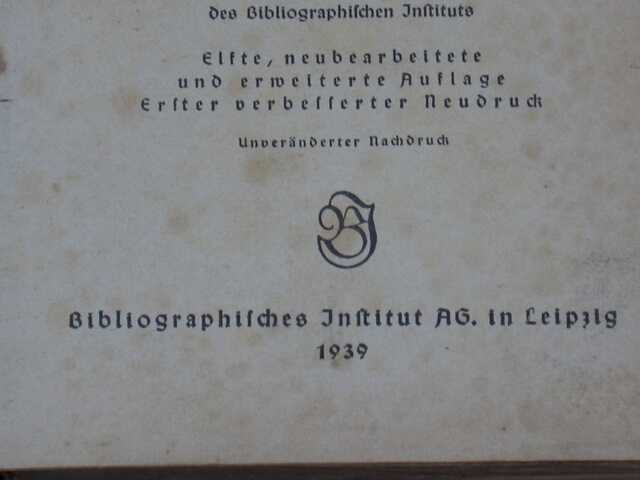 des Bibliographiſchen Inſtituts
Elfte, neubearbeitete
und erweiterte Auflage
Erſter verbeſſerter Neudruck
Unveränderter Nachdruck
BI
Bibliographiſches Inſtitut AG. in Leipzig
1939